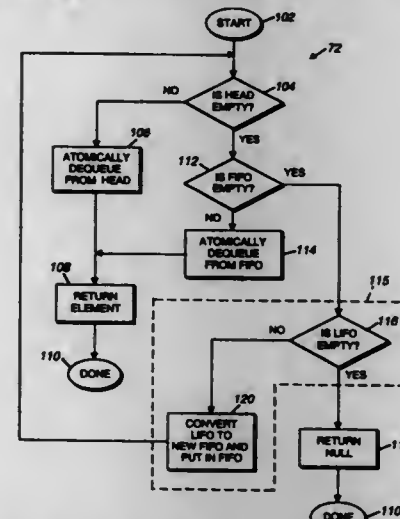 START
102
72
NO
IS HEAD
EMPTY?
104
YES
106
ATOMICALLY
DEQUEUE
FROM HEAD
112
IS FIFO
EMPTY?
YES
NO
ATOMICALLY
DEQUEUE
FROM FIFO
114
108
RETURN
ELEMENT
115
NO
IS LIFO
EMPTY?
116
YES
110
DONE
120
CONVERT
LIFO TO
NEW FIFO AND
PUT IN FIFO
RETURN
NULL
DONE
110